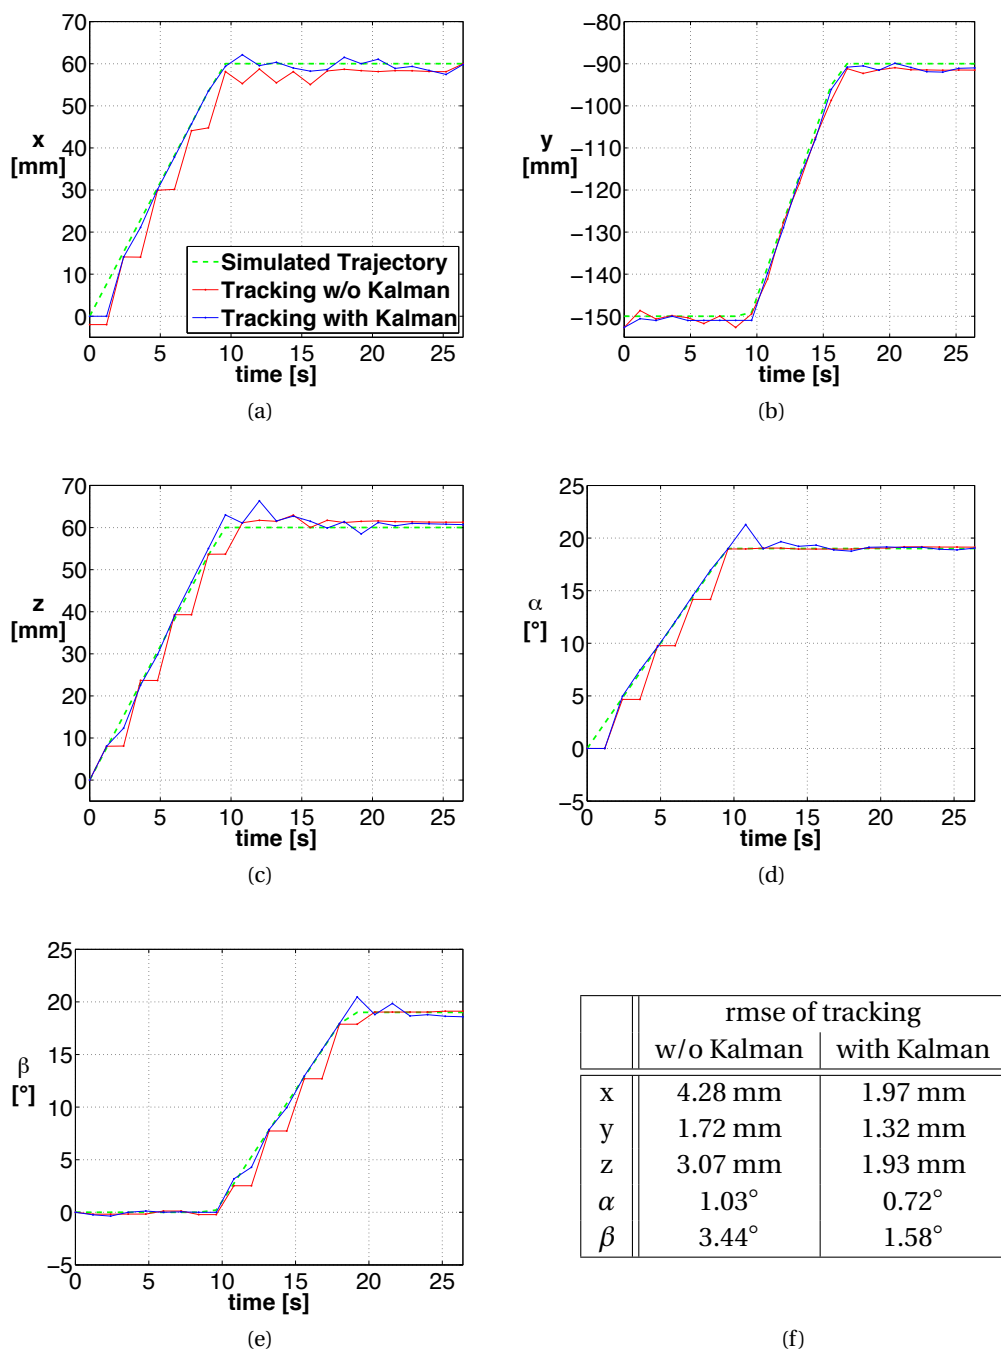 70
60
50
40
30
20
10
0
x
[mm]
Simulated Trajectory
Tracking w/o Kalman
Tracking with Kalman
0 5 10 15 20 25
time [s]
(a)
−80
−90
−100
−110
−120
−130
−140
−150
y
[mm]
0 5 10 15 20 25
time [s]
(b)
70
60
50
40
30
20
10
0
z
[mm]
0 5 10 15 20 25
time [s]
(c)
25
20
15
10
5
0
−5
α
[°]
0 5 10 15 20 25
time [s]
(d)
25
20
15
10
5
0
−5
β
[°]
0 5 10 15 20 25
time [s]
(e)
rmse of tracking
w/o Kalman with Kalman
x 4.28 mm 1.97 mm
y 1.72 mm 1.32 mm
z 3.07 mm 1.93 mm
α 1.03° 0.72°
β 3.44° 1.58°
(f)